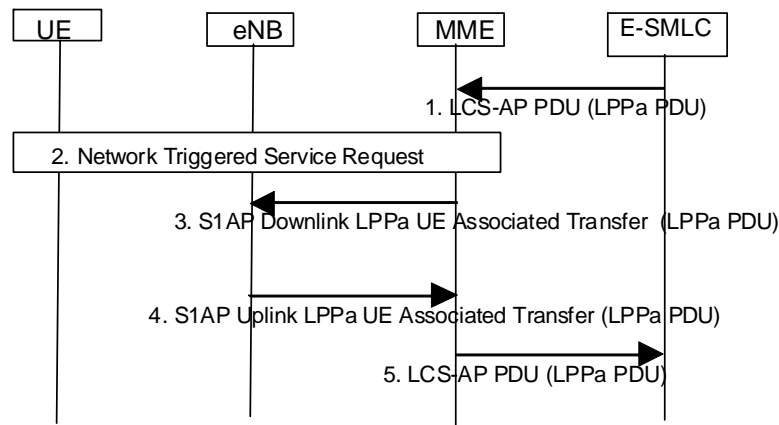 UE
eNB
MME
E-SMLC
1. LCS-AP PDU (LPPa PDU)
2. Network Triggered Service Request
3. S1AP Downlink LPPa UE Associated Transfer (LPPa PDU)
4. S1AP Uplink LPPa UE Associated Transfer (LPPa PDU)
5. LCS-AP PDU (LPPa PDU)